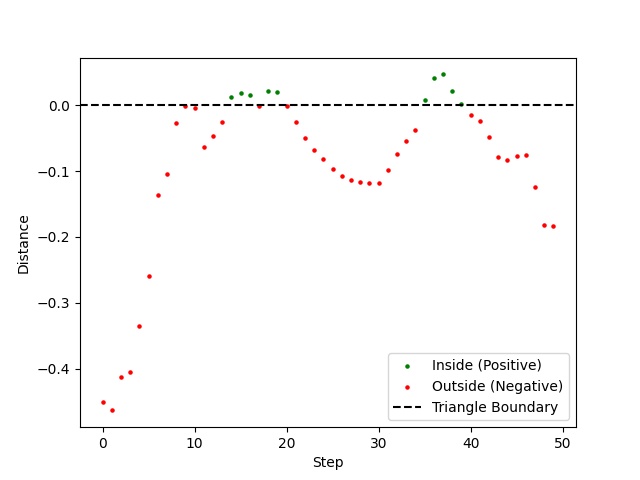 0.0
−0.1
−0.2
−0.3
−0.4
Distance
0 10 20 30 40 50
Step
Inside (Positive)
Outside (Negative)
Triangle Boundary